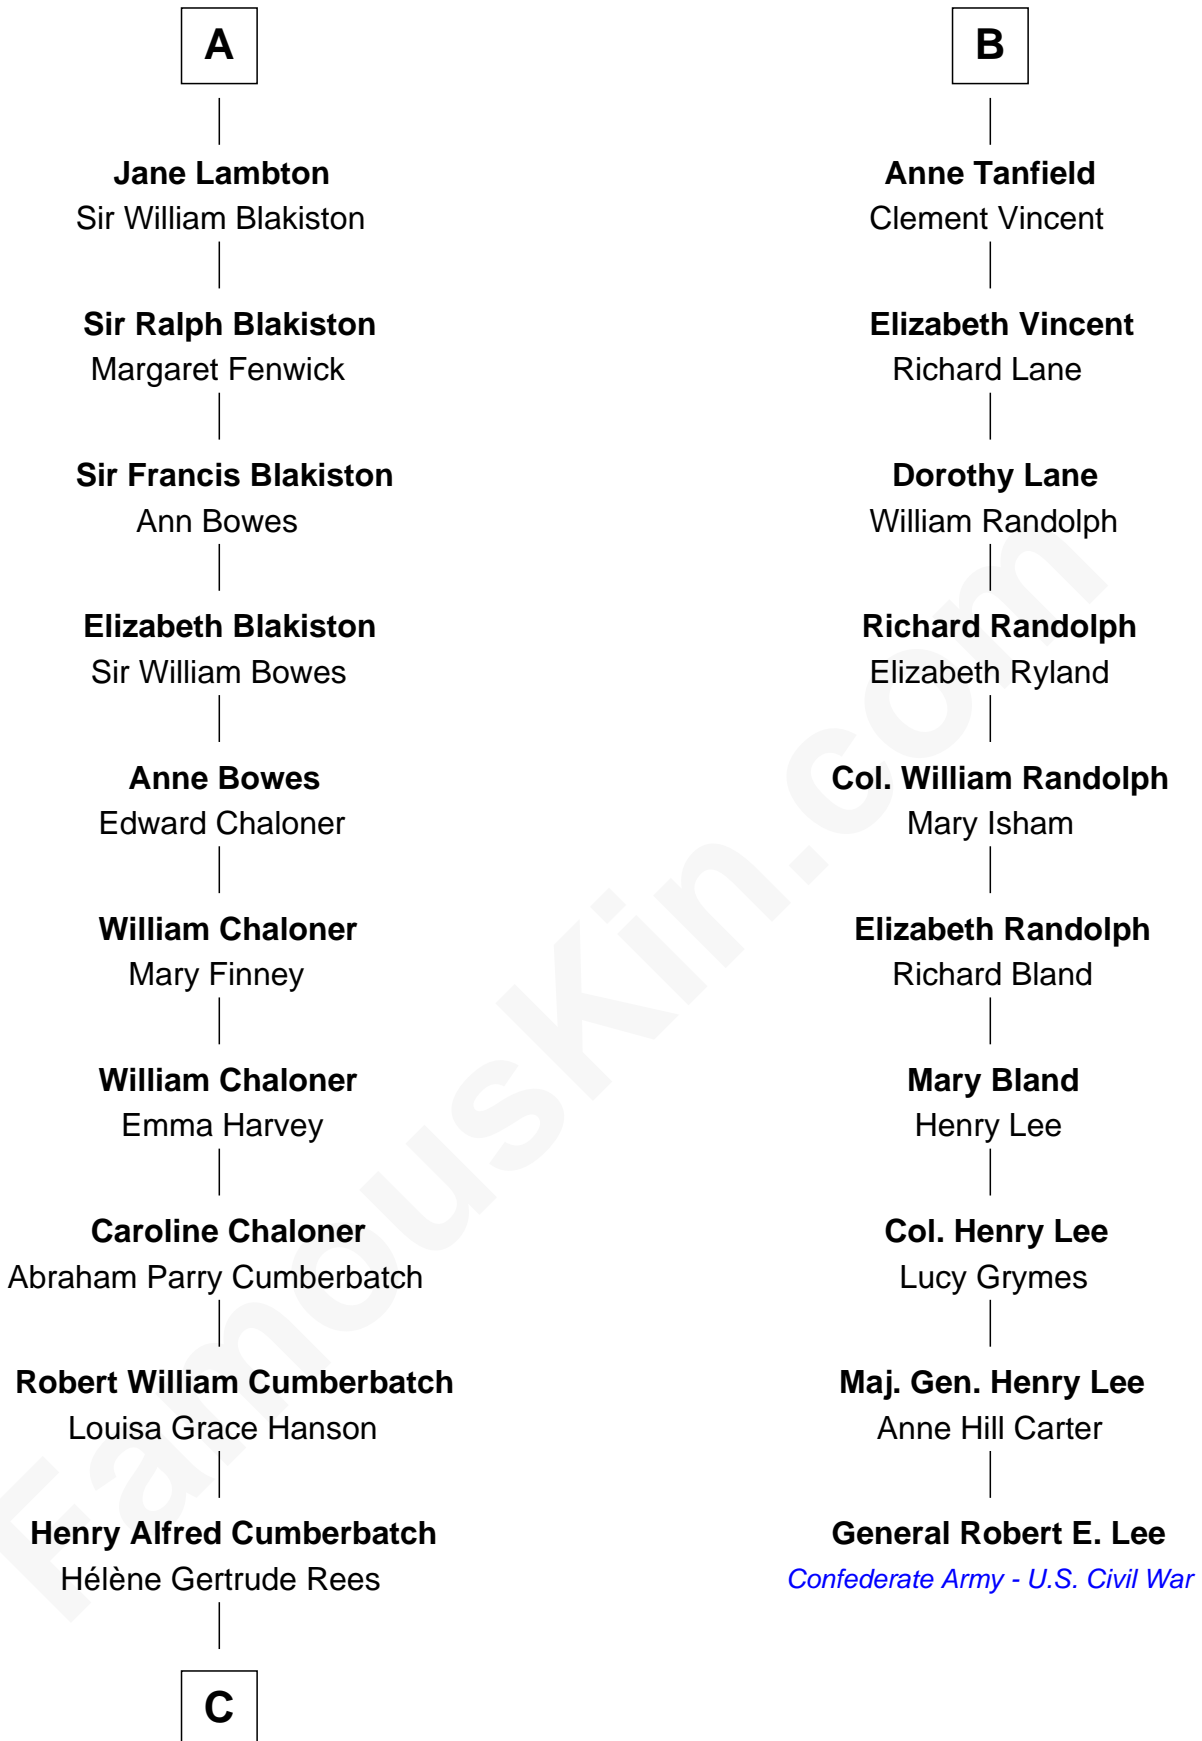 A
Jane Lambton
Sir William Blakiston
Sir Ralph Blakiston
Margaret Fenwick
Sir Francis Blakiston
Ann Bowes
Elizabeth Blakiston
Sir William Bowes
Anne Bowes
Edward Chaloner
William Chaloner
Mary Finney
William Chaloner
Emma Harvey
Caroline Chaloner
Abraham Parry Cumberbatch
Robert William Cumberbatch
Louisa Grace Hanson
Henry Alfred Cumberbatch
Hélène Gertrude Rees
C
B
Anne Tanfield
Clement Vincent
Elizabeth Vincent
Richard Lane
Dorothy Lane
William Randolph
Richard Randolph
Elizabeth Ryland
Col. William Randolph
Mary Isham
Elizabeth Randolph
Richard Bland
Mary Bland
Henry Lee
Col. Henry Lee
Lucy Grymes
Maj. Gen. Henry Lee
Anne Hill Carter
General Robert E. Lee
Confederate Army - U.S. Civil War
FamousKin.com